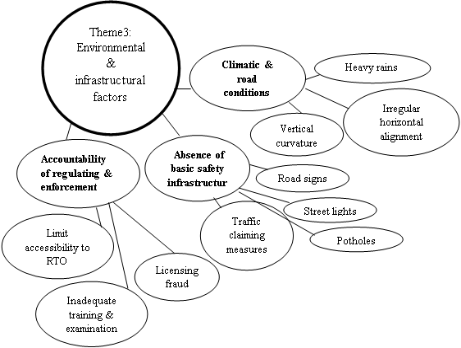 Theme3:
Environmental
&
infrastructural
factors
Climatic &
road
conditions
Heavy rains
Irregular
horizontal
alignment
Vertical
curvature
Accountability
of regulating &
enforcement
Absence of
basic safety
infrastructur
Road signs
Street lights
Potholes
Traffic
claiming
measures
Limit
accessibility to
RTO
Licensing
fraud
Inadequate
training &
examination